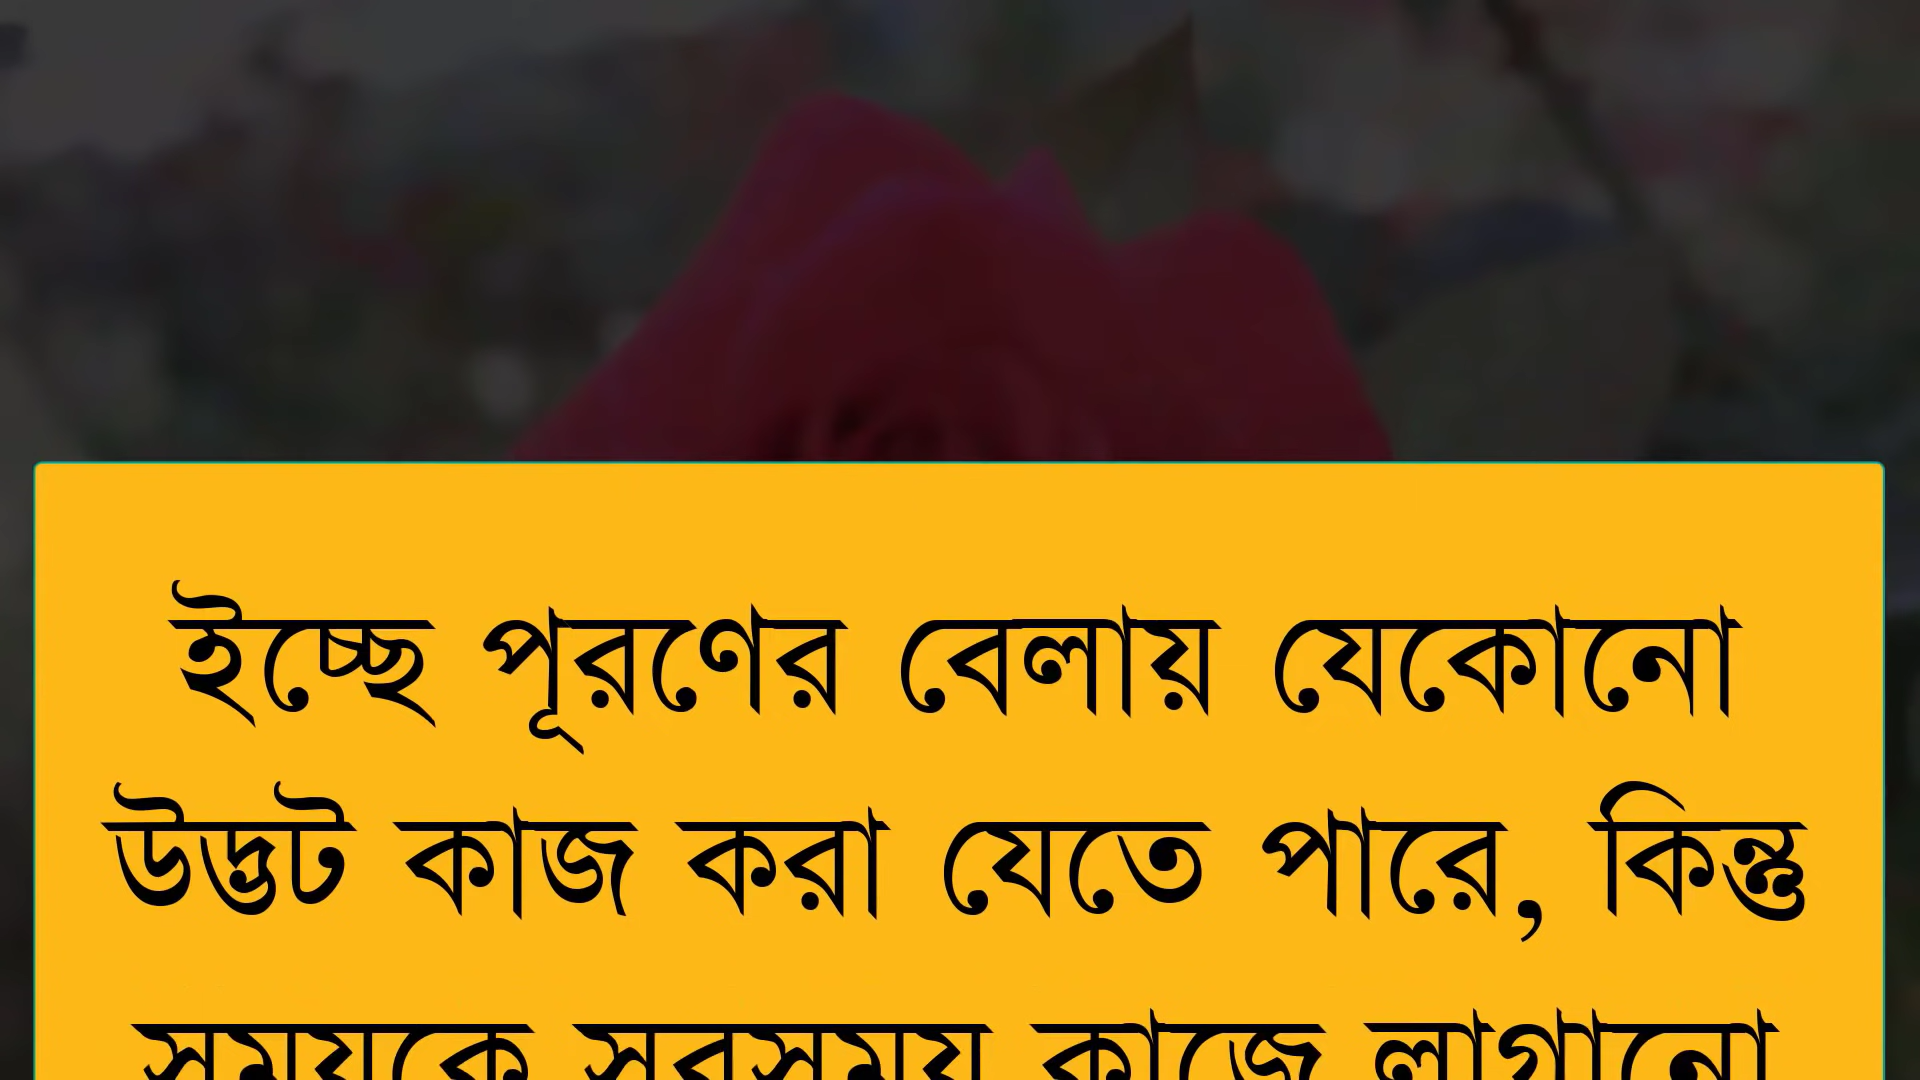 ইচ্ছে পূরণের বেলায় যেকোনো
উদ্ভট কাজ করা যেতে পারে, কিন্তু
সময়কে সবসময় কাজে লাগানো